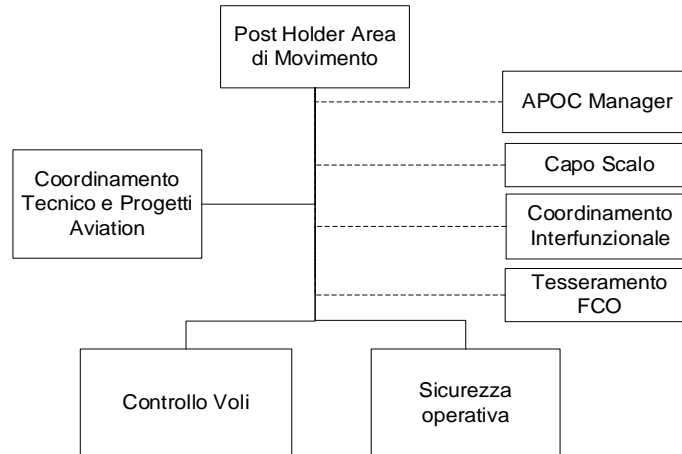 Post Holder Area
di Movimento
APOC Manager
Capo Scalo
Coordinamento
Tecnico e Progetti
Aviation
Coordinamento
Interfunzionale
Tesseramento
FCO
Controllo Voli
Sicurezza
operativa